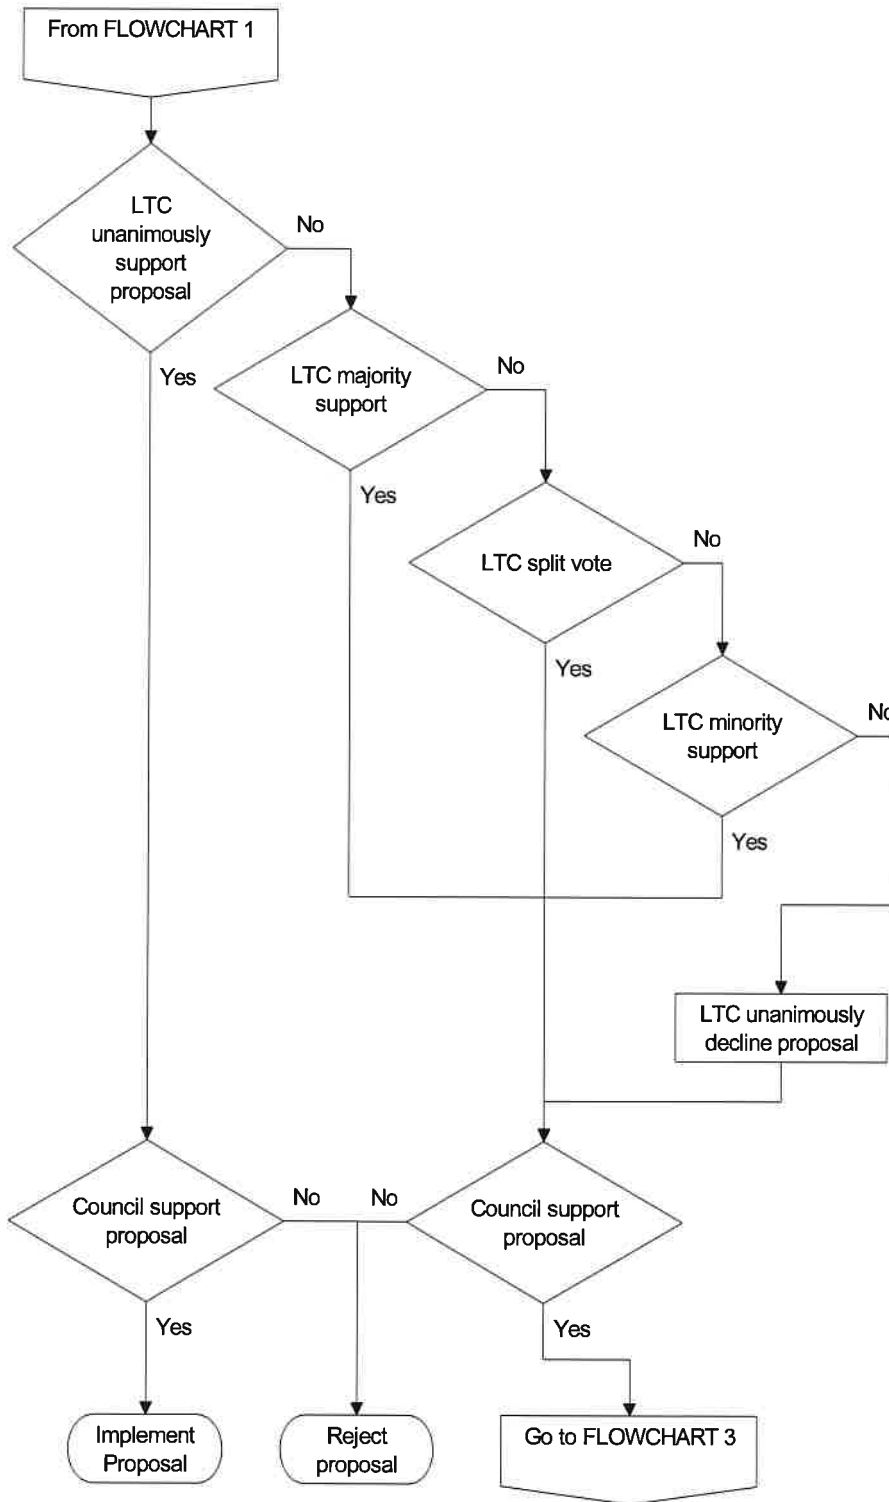 From FLOWCHART 1
LTC
unanimously
support
proposal
No
Yes
LTC majority
support
No
Yes
LTC split vote
No
Yes
LTC minority
support
No
Yes
LTC unanimously
decline proposal
Council support
proposal
No
No
Council support
proposal
Yes
Yes
Implement
Proposal
Reject
proposal
Go to FLOWCHART 3